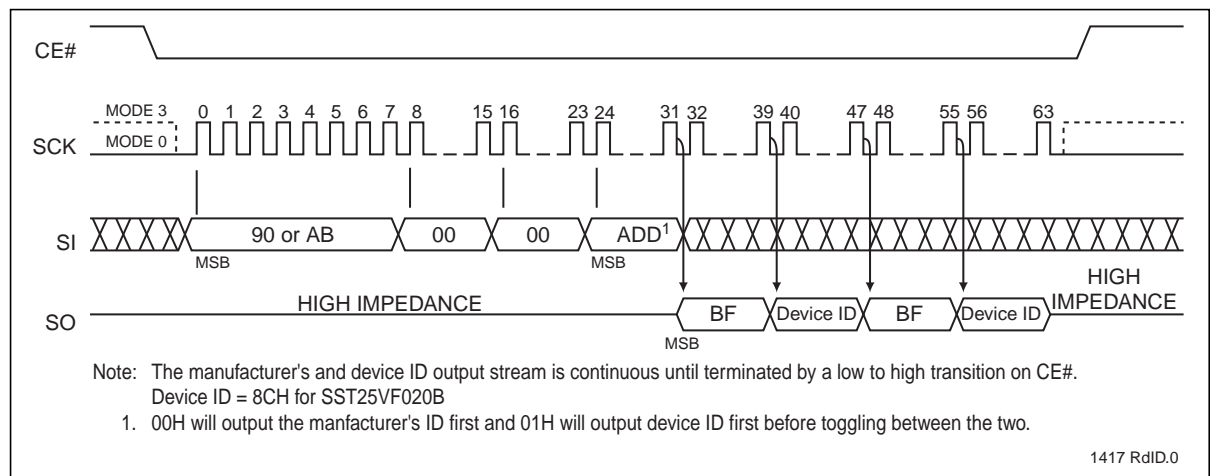 CE#
MODE 3
0 1 2 3 4 5 6 7 8 15 16 23 24 31 32 39 40 47 48 55 56 63
SCK
MODE 0
SI
90 or AB 00 00 ADD1
MSB MSB
HIGH IMPEDANCE
HIGH IMPEDANCE
SO
BF Device ID BF Device ID
MSB
Note: The manufacturer's and device ID output stream is continuous until terminated by a low to high transition on CE#.
Device ID = 8CH for SST25VF020B
1. 00H will output the manfacturer's ID first and 01H will output device ID first before toggling between the two.
1417 RdID.0